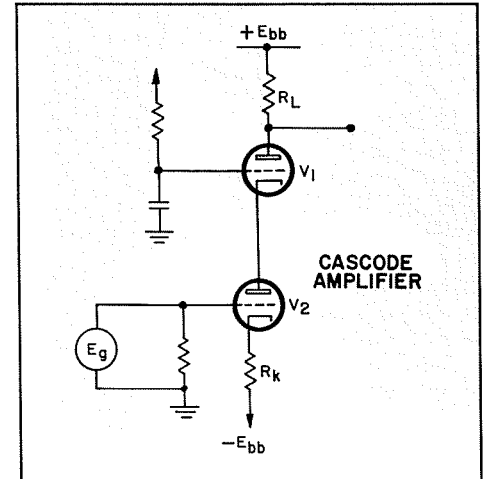 +Ebb
RL
V1
CASCODE
AMPLIFIER
V2
Eg
Rk
-Ebb